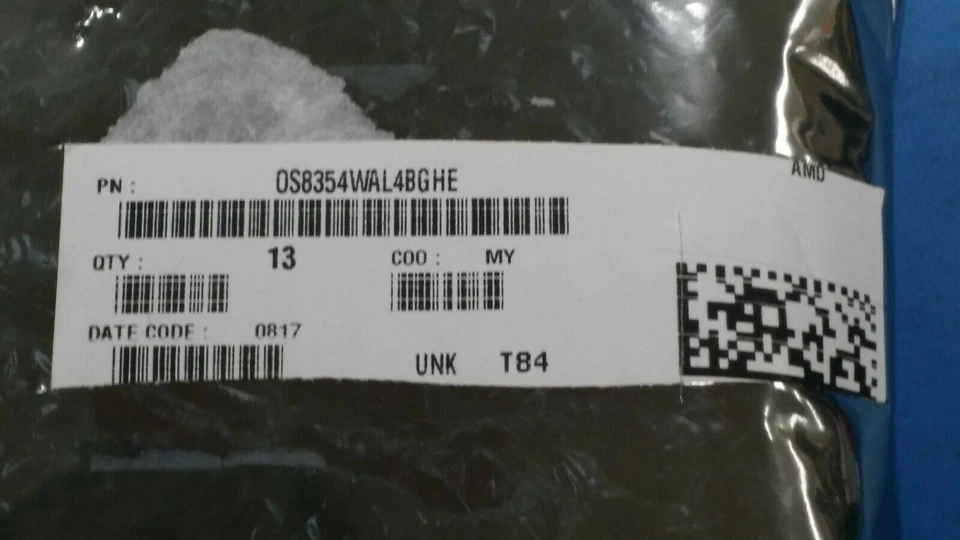 AMD
PN : OS8354WAL4BGHE
QTY : 13 COO : MY
DATE CODE : 0817
UNK T84